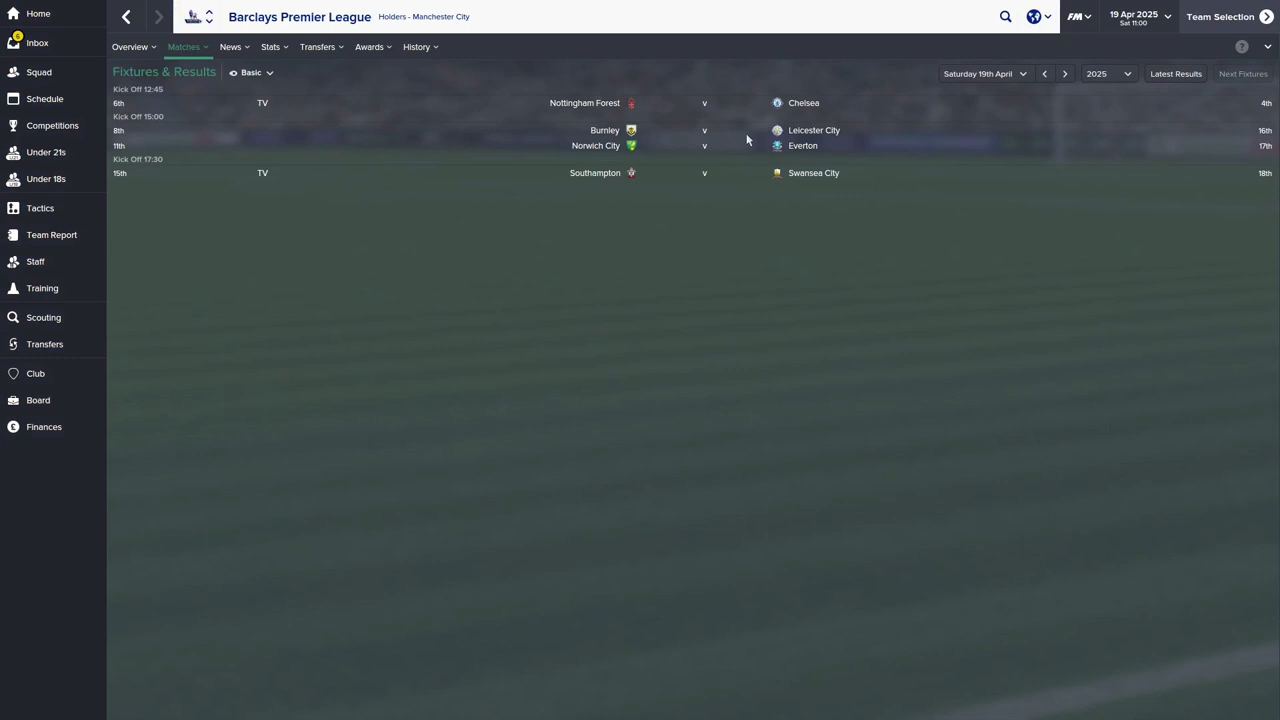 Home
Barclays Premier League Holders - Manchester City
FM
19 Apr 2025
Sat 11:00
Team Selection
6
Inbox
Overview Matches News Stats Transfers Awards History
?
Squad
Fixtures & Results Basic
Saturday 19th April 2025 Latest Results Next Fixtures
Kick Off 12:45
Schedule
6th TV Nottingham Forest v Chelsea 4th
Kick Off 15:00
Competitions
8th Burnley v Leicester City 16th
11th Norwich City v Everton 17th
U21
Under 21s
Kick Off 17:30
15th TV Southampton v Swansea City 18th
U18
Under 18s
Tactics
Team Report
Staff
Training
Scouting
Transfers
Club
Board
£
Finances